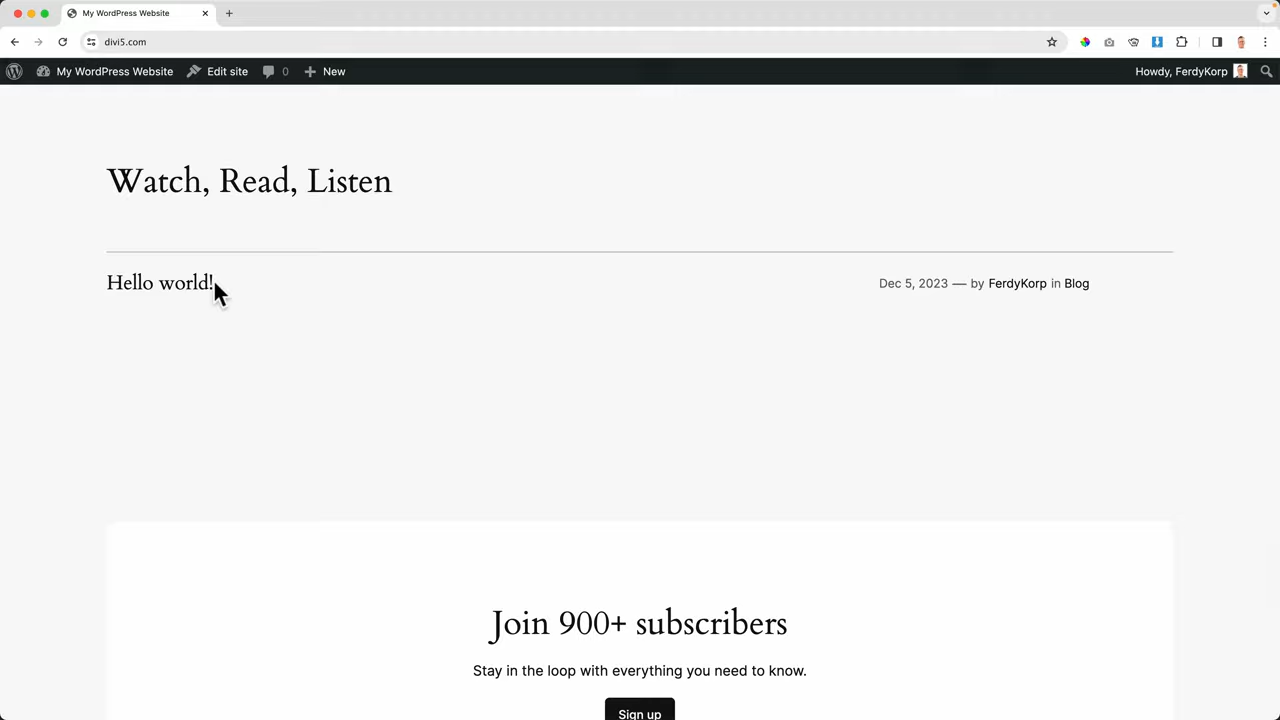 My WordPress Website
divi5.com
My WordPress Website Edit site 0 New Howdy, FerdyKorp
Watch, Read, Listen
Hello world! Dec 5, 2023 — by FerdyKorp in Blog
Join 900+ subscribers
Stay in the loop with everything you need to know.
Sign up